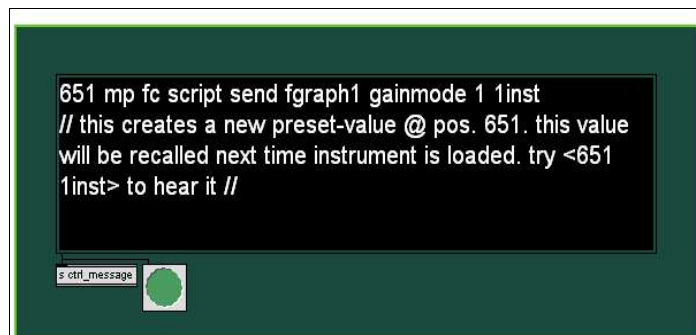 651 mp fc script send fgraph1 gainmode 1 1inst
// this creates a new preset-value @ pos. 651. this value
will be recalled next time instrument is loaded. try <651
1inst> to hear it //
s ctrl_message